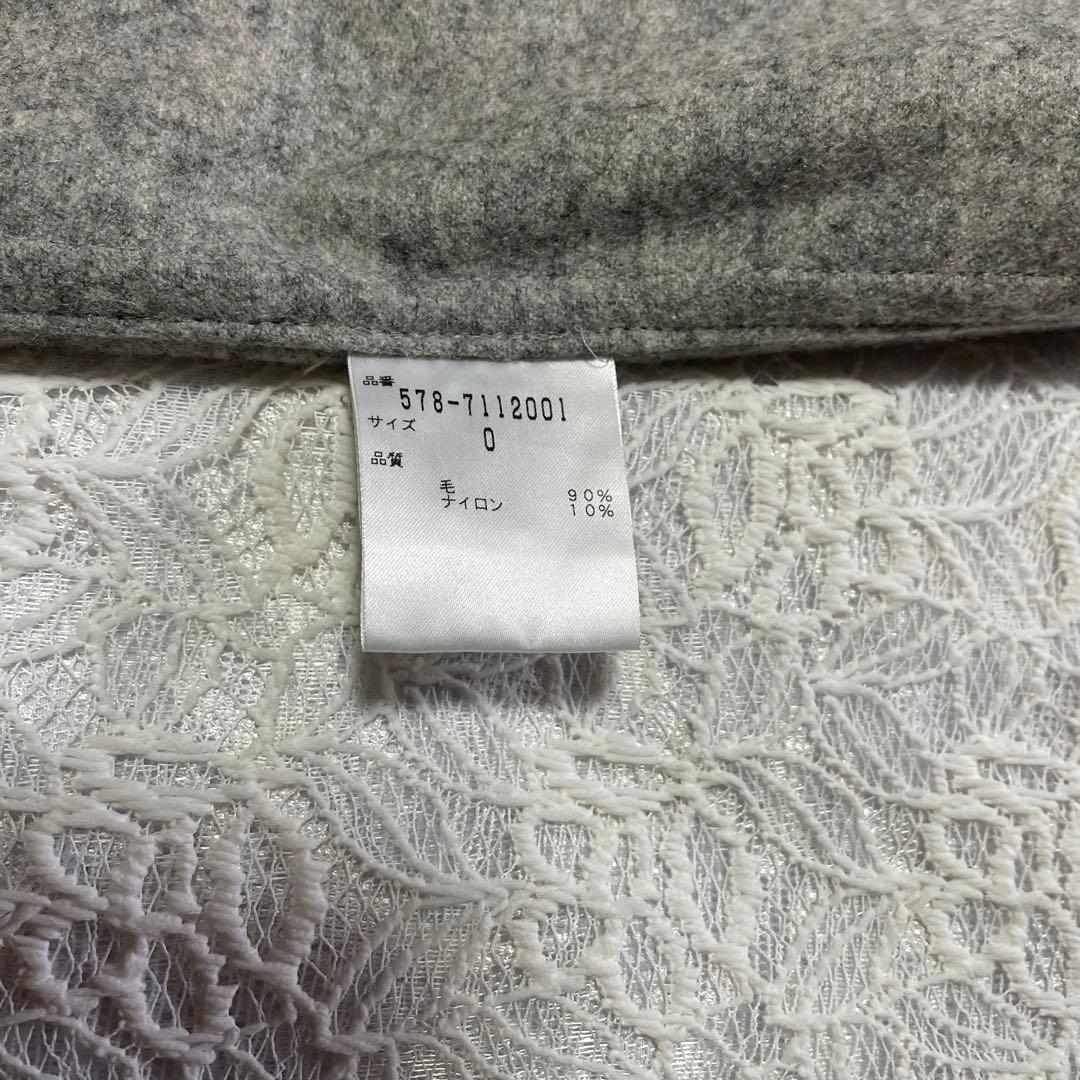 品番
578-7112001
サイズ 0
品質
毛 90%
ナイロン 10%